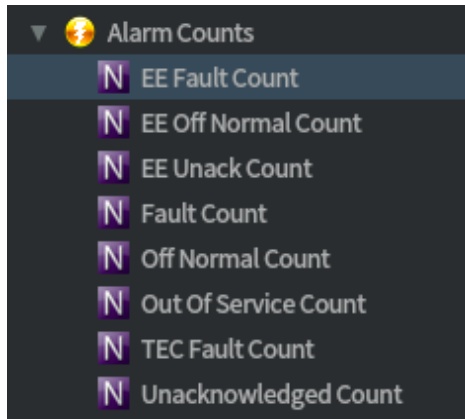 Alarm Counts
N EE Fault Count
N EE Off Normal Count
N EE Unack Count
N Fault Count
N Off Normal Count
N Out Of Service Count
N TEC Fault Count
N Unacknowledged Count